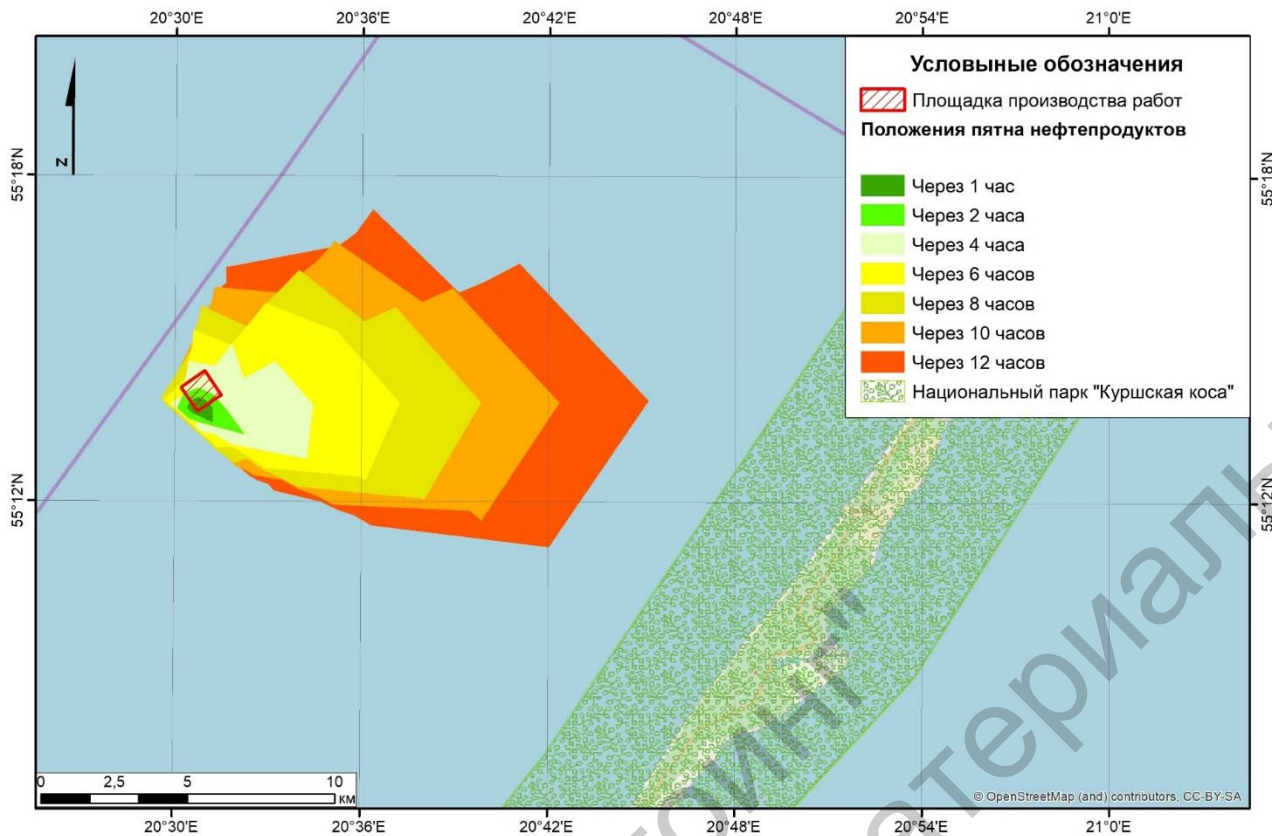 20°30'E 20°36'E 20°42'E 20°48'E 20°54'E 21°0'E
Условыные обозначения
Площадка производства работ
Положения пятна нефтепродуктов
Через 1 час
Через 2 часа
Через 4 часа
Через 6 часов
Через 8 часов
Через 10 часов
Через 12 часов
Национальный парк "Куршская коса"
N
55°18'N 55°18'N
55°12'N 55°12'N
0 2,5 5 10
км
© OpenStreetMap (and) contributors, CC-BY-SA
20°30'E 20°36'E 20°42'E 20°48'E 20°54'E 21°0'E